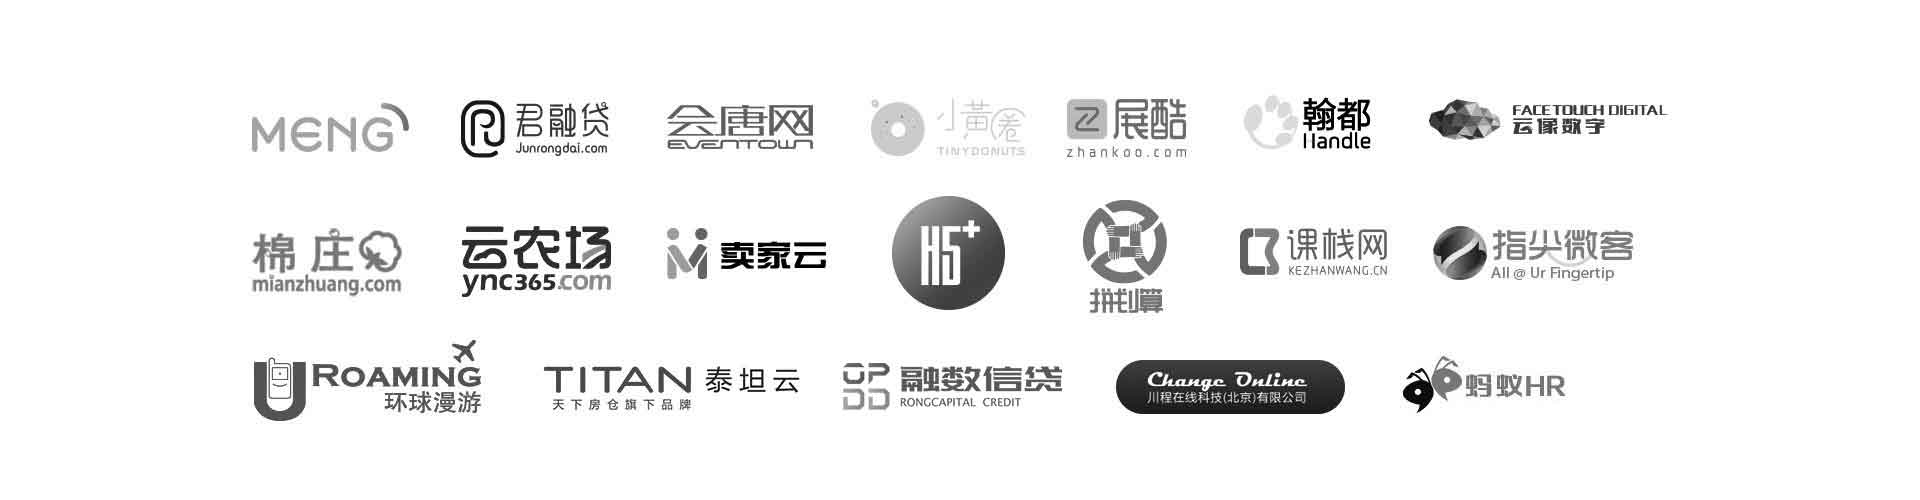 MENG
君融贷
Junrongdai.com
会唐网
EVENTOWN
小黄圈
TINYDONUTS
展酷
zhankoo.com
翰都
Handle
FACETOUCH DIGITAL
云像数字
棉庄
mianzhuang.com
云农场
ync365.com
卖家云
H5+
拼划算
课栈网
KEZHANWANG.CN
指尖微客
All @ Ur Fingertip
U ROAMING
环球漫游
TITAN 泰坦云
天下房仓旗下品牌
融数信贷
RONGCAPITAL CREDIT
Change Online
川程在线科技(北京)有限公司
蚂蚁HR